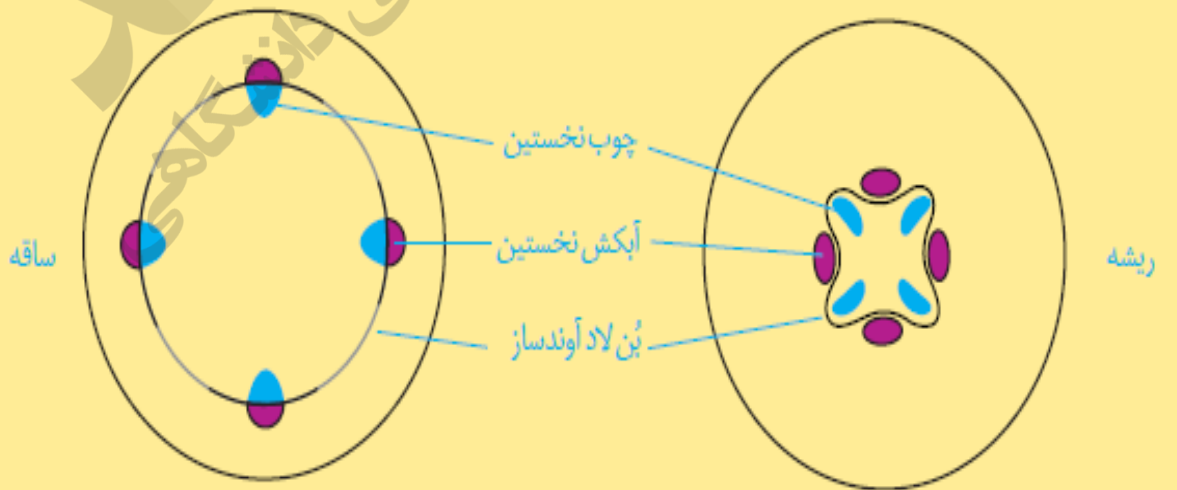 چوب نخستین
آبکش نخستین
بُن لاد آوندساز
ریشه
ساقه